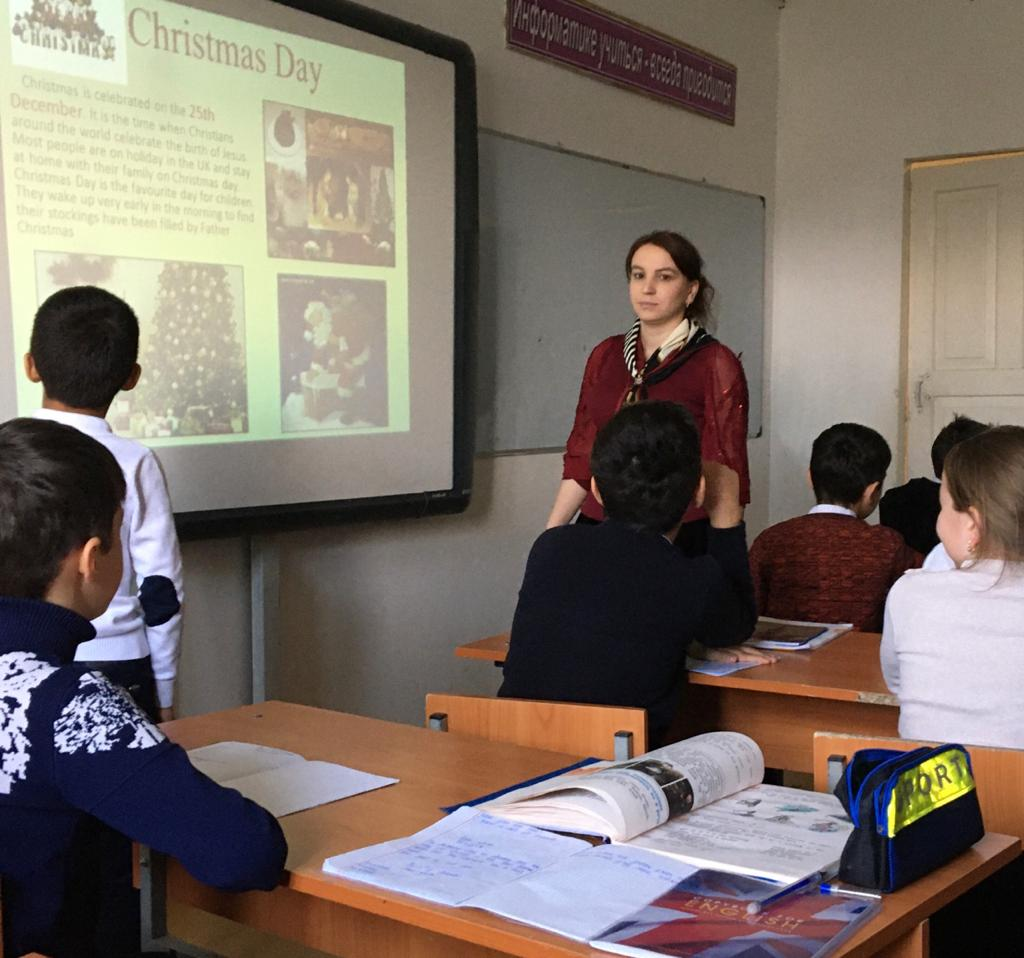 CHRISTMAS
Christmas Day
Christmas is celebrated on the 25th
December. It is the time when Christians
around the world celebrate the birth of Jesus.
Most people are on holiday in the UK and stay
at home with their family on Christmas day.
Christmas Day is the favourite day for children.
They wake up very early in the morning to find
their stockings have been filled by Father
Christmas
Информатике учиться - всегда пригодится
PORT
ENGLISH